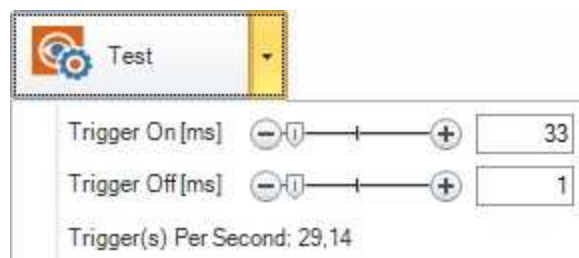 Test
Trigger On [ms] 33
Trigger Off [ms] 1
Trigger(s) Per Second: 29,14